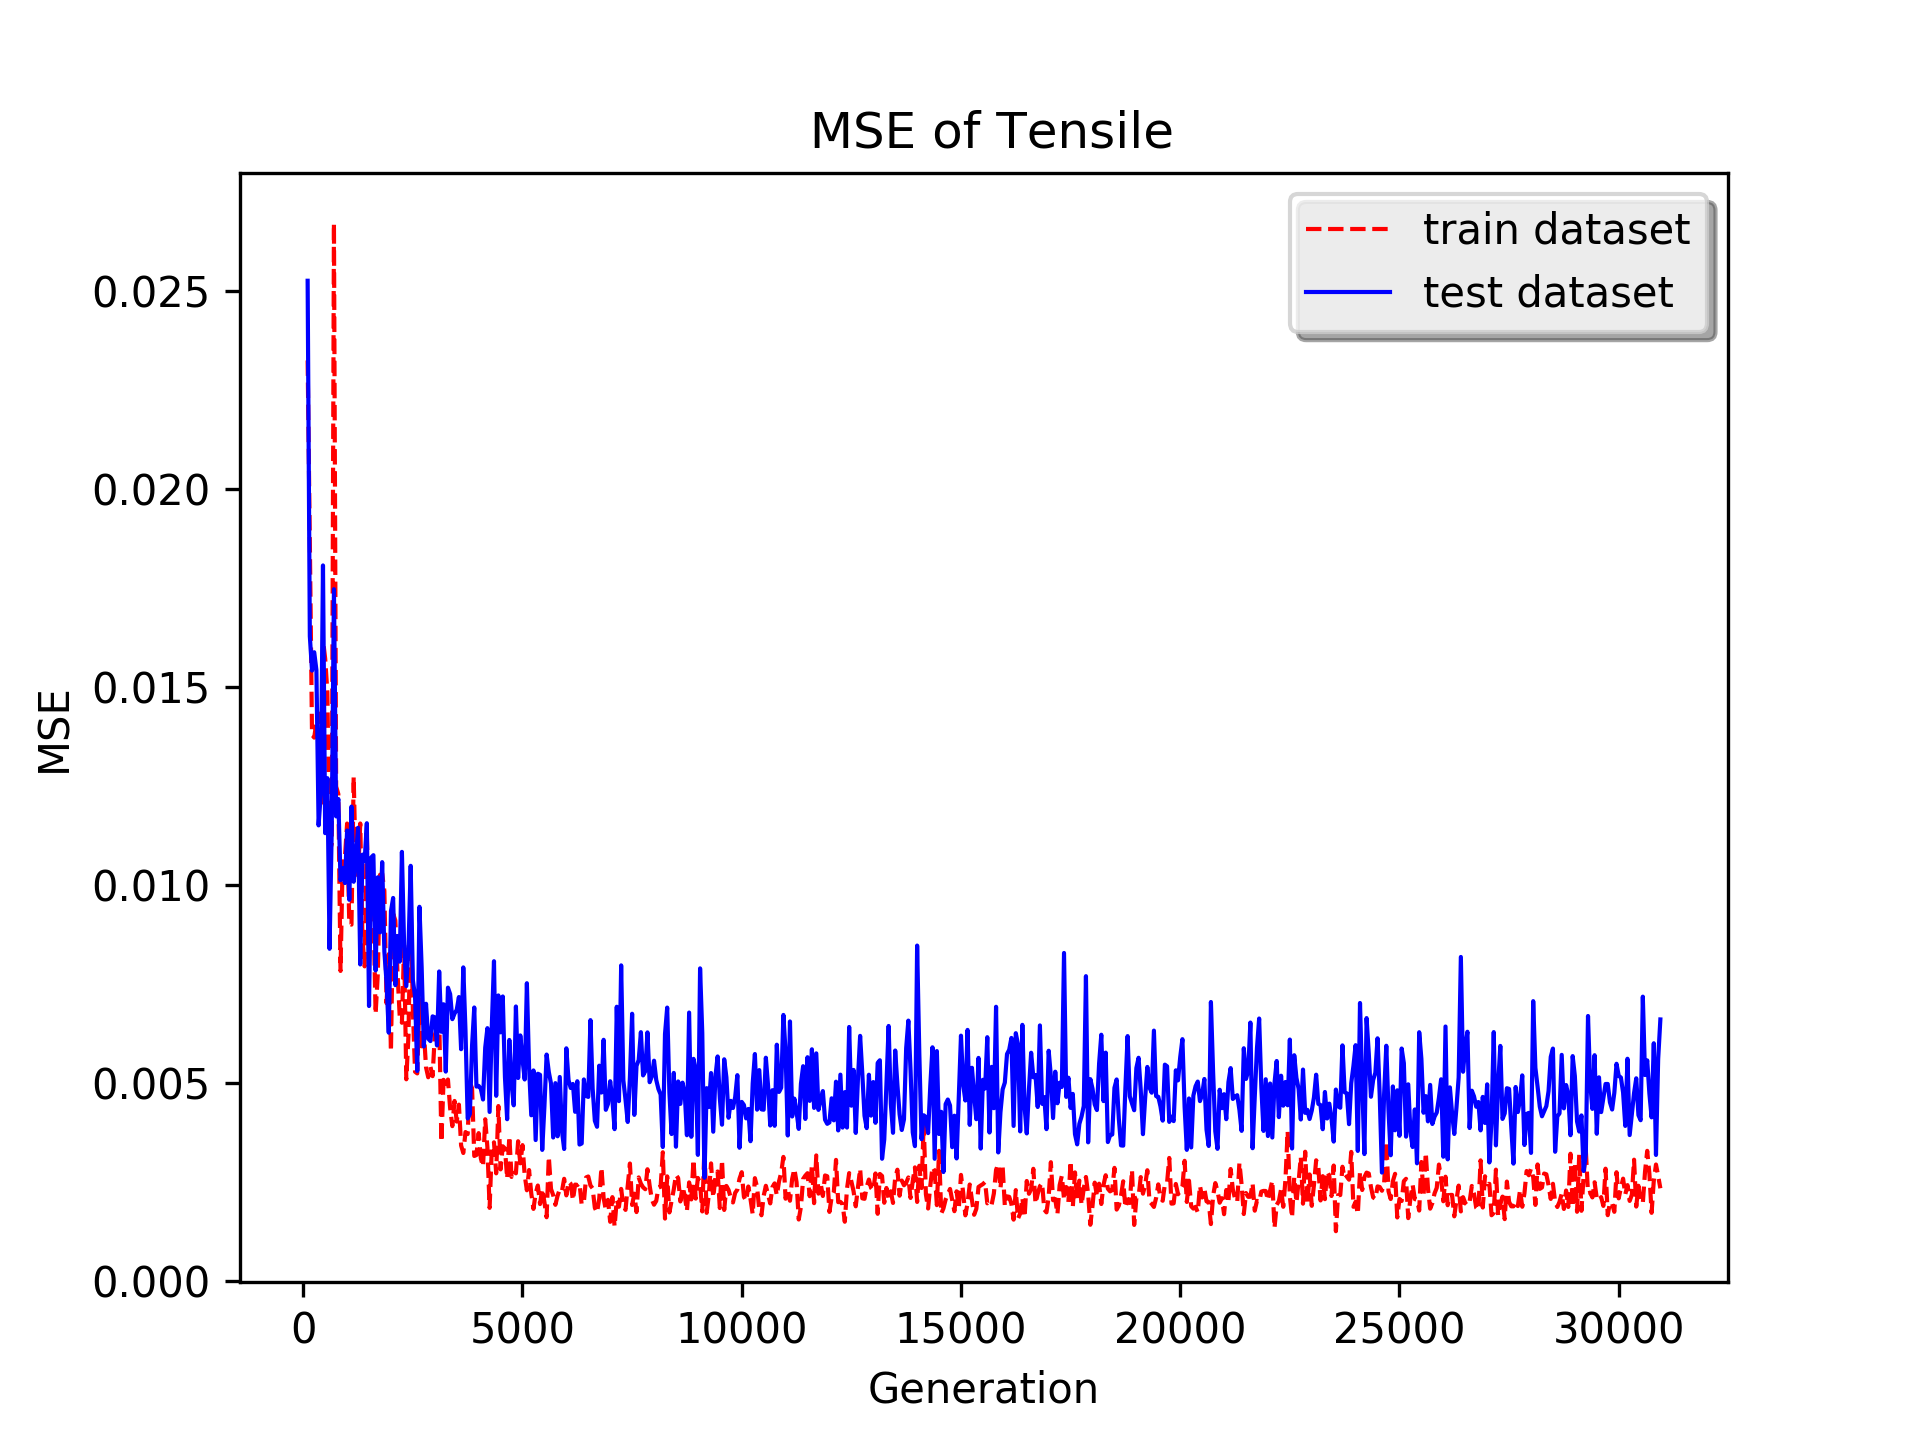 MSE of Tensile
train dataset
test dataset
MSE
0.025
0.020
0.015
0.010
0.005
0.000
0 5000 10000 15000 20000 25000 30000
Generation